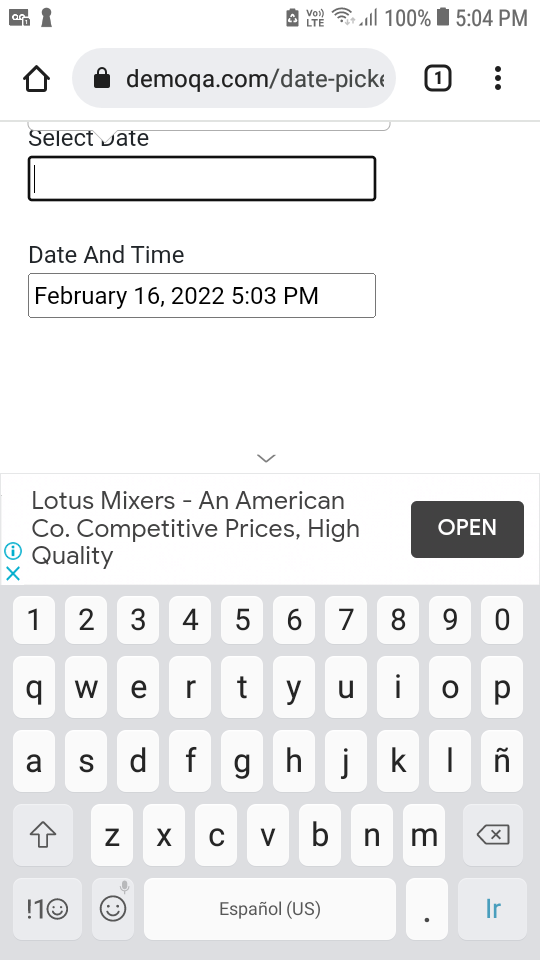 Vo) LTE 100% 5:04 PM
demoqa.com/date-picke
1
Select Date
Date And Time
February 16, 2022 5:03 PM
Lotus Mixers - An American
Co. Competitive Prices, High
Quality
OPEN
1 2 3 4 5 6 7 8 9 0
q w e r t y u i o p
a s d f g h j k l ñ
z x c v b n m
!1☺ Español (US) . Ir